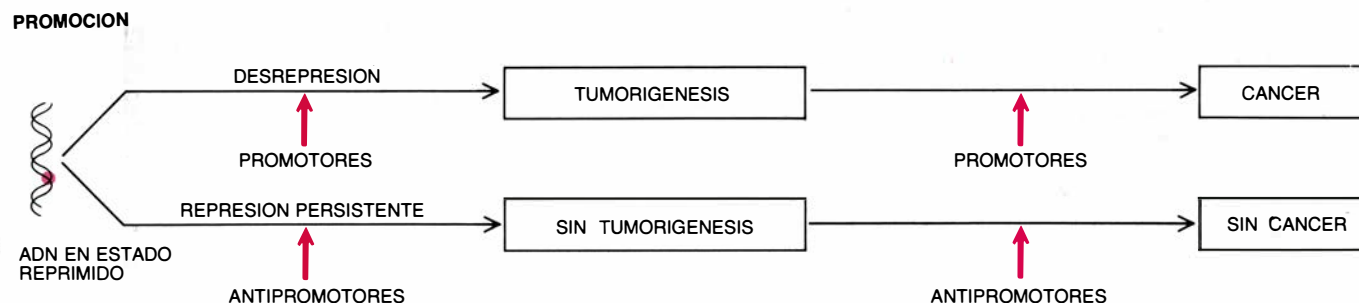 PROMOCION
DESREPRESION
TUMORIGENESIS
CANCER
PROMOTORES
PROMOTORES
REPRESION PERSISTENTE
SIN TUMORIGENESIS
SIN CANCER
ADN EN ESTADO
REPRIMIDO
ANTIPROMOTORES
ANTIPROMOTORES